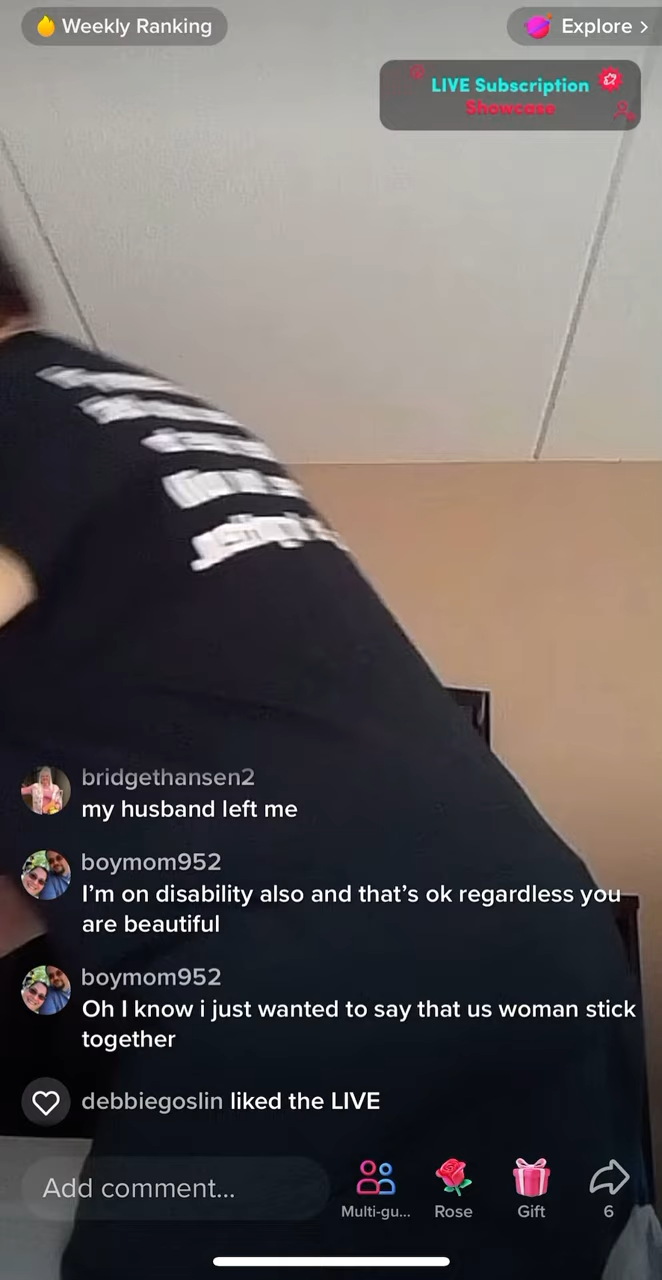 Weekly Ranking
Explore >
LIVE Subscription
Showcase
bridgethansen2
my husband left me
boymom952
I’m on disability also and that’s ok regardless you
are beautiful
boymom952
Oh I know i just wanted to say that us woman stick
together
debbiegoslin liked the LIVE
Add comment...
Multi-gu...
Rose
Gift
6